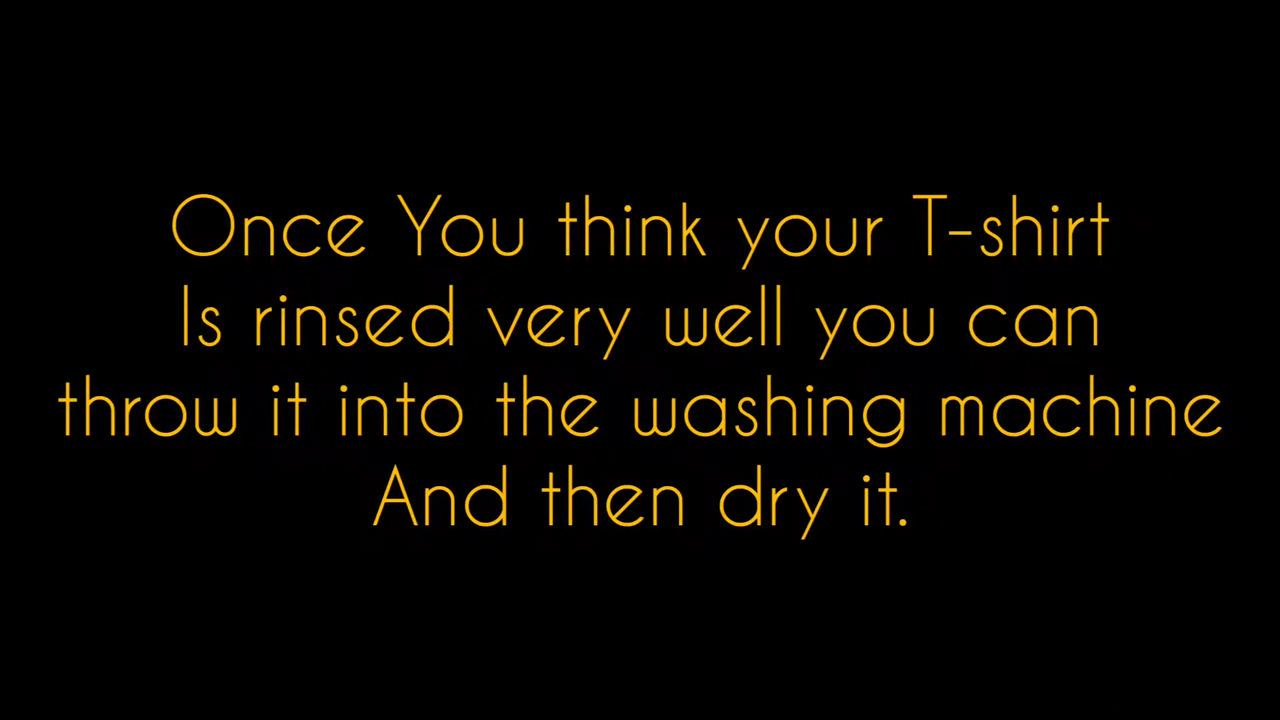 Once You think your T-shirt
Is rinsed very well you can
throw it into the washing machine
And then dry it.